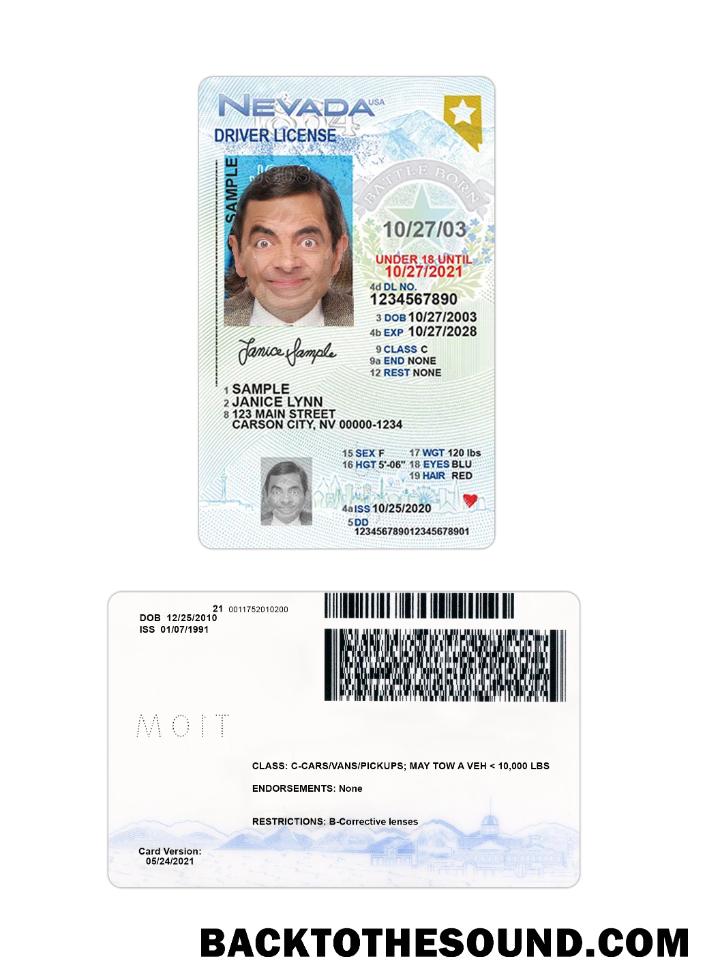 NEVADA USA
1864
DRIVER LICENSE
SAMPLE
BATTLE BORN
10/27/03
UNDER 18 UNTIL
10/27/2021
4d DL NO.
1234567890
3 DOB 10/27/2003
4b EXP 10/27/2028
9 CLASS C
9a END NONE
12 REST NONE
Janice Sample
1 SAMPLE
2 JANICE LYNN
8 123 MAIN STREET
CARSON CITY, NV 00000-1234
15 SEX F 17 WGT 120 lbs
16 HGT 5'-06" 18 EYES BLU
19 HAIR RED
4a ISS 10/25/2020
5 DD
123456789012345678901
21 0011752010200
DOB 12/25/2010
ISS 01/07/1991
MOIT
CLASS: C-CARS/VANS/PICKUPS; MAY TOW A VEH < 10,000 LBS
ENDORSEMENTS: None
RESTRICTIONS: B-Corrective lenses
Card Version:
05/24/2021
BACKTOTHESOUND.COM